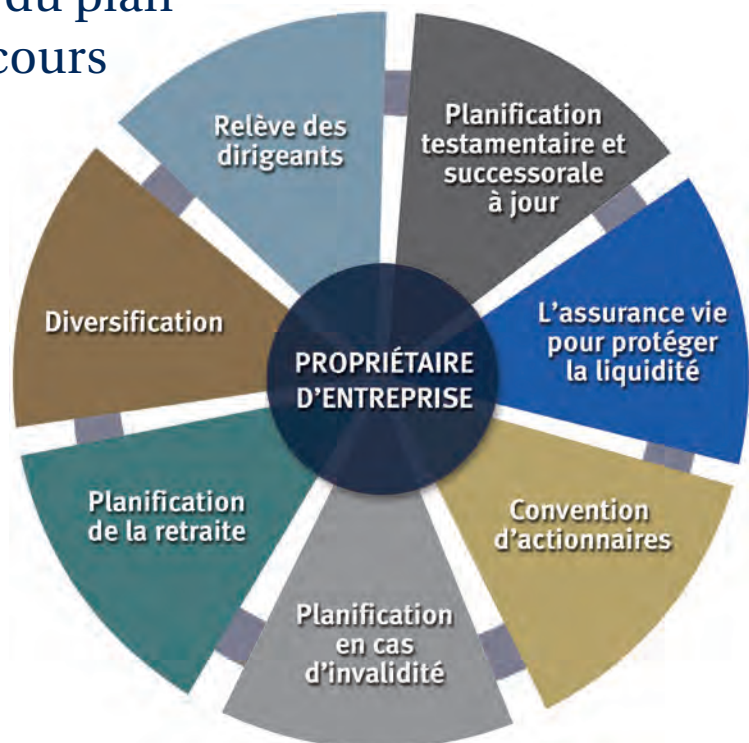 du plan
cours
Relève des
dirigeants
Planification
testamentaire et
successorale
à jour
L’assurance vie
pour protéger
la liquidité
Convention
d’actionnaires
Planification
en cas
d’invalidité
Planification
de la retraite
Diversification
PROPRIÉTAIRE
D’ENTREPRISE